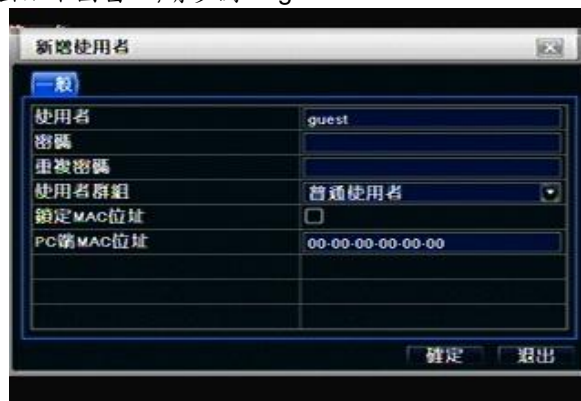 新增使用者
一般
使用者 guest
密碼
重複密碼
使用者群組 普通使用者
鎖定MAC位址
PC端MAC位址 00-00-00-00-00-00
確定 退出